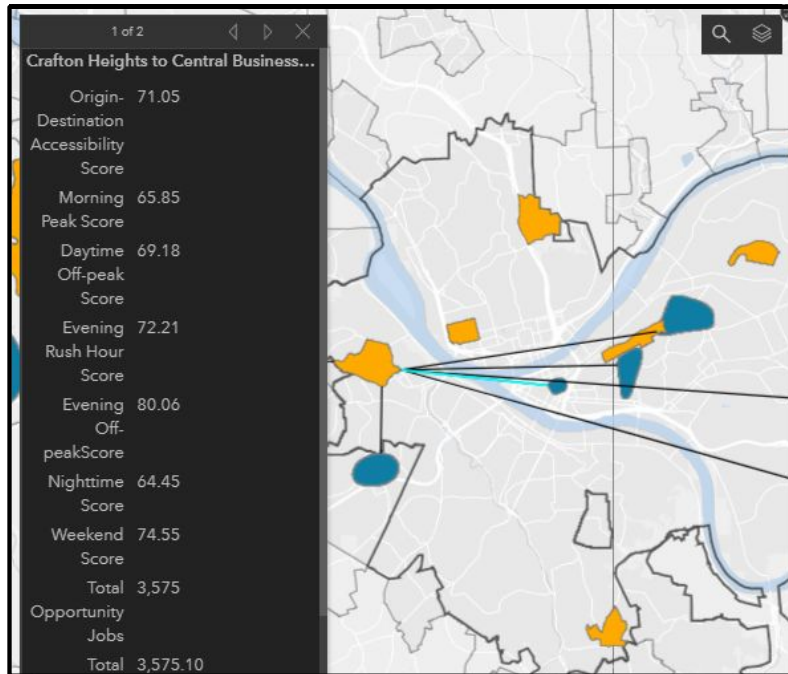 1 of 2
Crafton Heights to Central Business...
Origin- 71.05
Destination
Accessibility
Score
Morning 65.85
Peak Score
Daytime 69.18
Off-peak
Score
Evening 72.21
Rush Hour
Score
Evening 80.06
Off-
peakScore
Nighttime 64.45
Score
Weekend 74.55
Score
Total 3,575
Opportunity
Jobs
Total 3,575.10